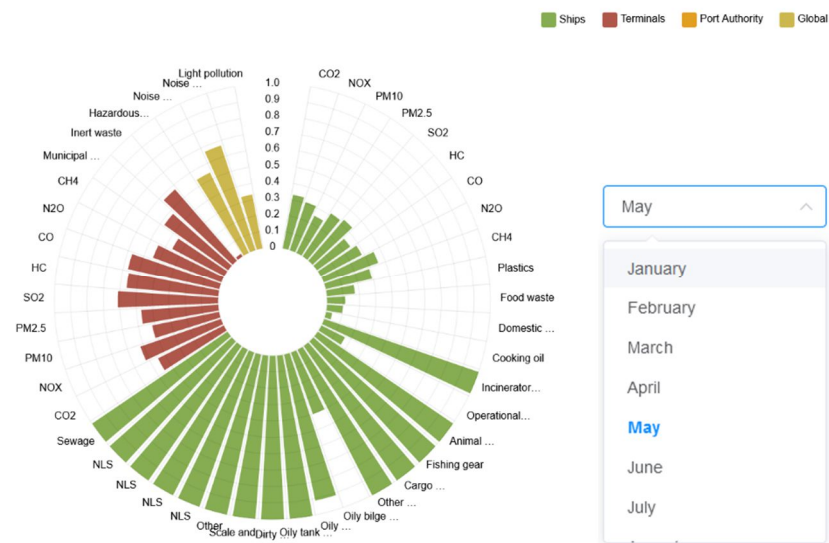 Ships
Terminals
Port Authority
Global
Light pollution
Noise ...
Noise ...
Hazardous...
Inert waste
Municipal ...
CH4
N2O
CO
HC
SO2
PM2.5
PM10
NOX
CO2
Sewage
NLS
NLS
NLS
NLS
Other
Scale and
Dirty ...
Oily tank ...
Oily ...
Oily bilge ...
Other ...
Cargo ...
Fishing gear
Animal ...
Operational...
Incinerator...
Cooking oil
Domestic ...
Food waste
Plastics
CH4
N2O
CO
HC
SO2
PM2.5
PM10
NOX
CO2
1.0
0.9
0.8
0.7
0.6
0.5
0.4
0.3
0.2
0.1
0
May
January
February
March
April
May
June
July